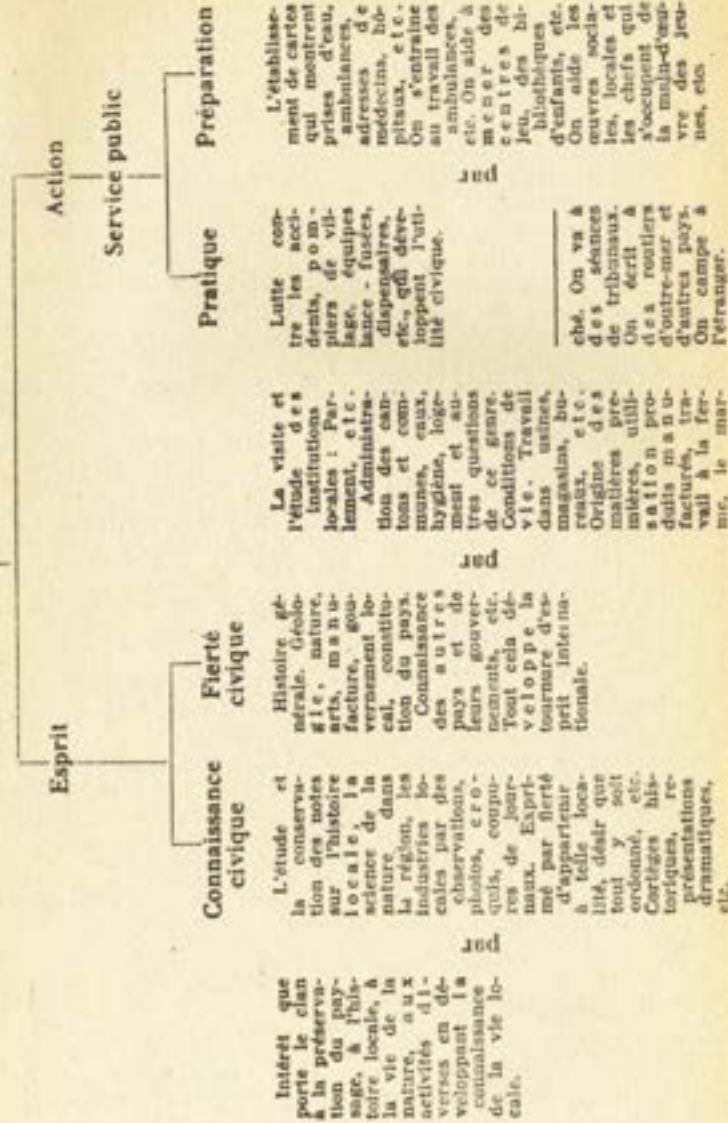 Esprit
Action
Service public
Connaissance
civique
Fierté
civique
Pratique
Préparation
Intérêt que
porte le clan
à la préserva-
tion du pay-
sage, à l'his-
toire locale, à
la vie de la
nature, aux
activités di-
verses en dé-
veloppant la
connaissance
de la vie lo-
cale.
par
L'étude et
la conserva-
tion des notes
sur l'histoire
locale, la
science de la
nature dans
la région, les
industries lo-
cales par des
observations,
photos, cro-
quis, coupu-
res de jour-
naux. Expri-
mé par fierté
d'appartenir
à telle loca-
lité, désir que
tout y soit
ordonné, etc.
Cortèges his-
toriques, re-
présentations
dramatiques,
etc.
Histoire gé-
nérale. Géolo-
gie, nature,
arts, manu-
facture, gou-
vernement lo-
cal, constitu-
tion du pays.
Connaissance
des autres
pays et de
leurs gouver-
nements, etc.
Tout cela dé-
veloppe la
tournure d'es-
prit interna-
tionale.
par
La visite et
l'étude des
institutions
locales : Par-
lement, etc.
Administra-
tion des can-
tons et com-
munes, eaux,
hygiène, loge-
ment et au-
tres questions
de ce genre.
Conditions de
vie. Travail
dans usines,
magasins, bu-
reaux, etc.
Origine des
matières pre-
mières, utili-
sation pro-
duits manu-
facturés, tra-
vail à la fer-
me, le mar-
Lutte con-
tre les acci-
dents, pom-
piers de vil-
lage, équipes
lance - fusées,
dispensaires,
etc., qui déve-
loppent l'uti-
lité civique.
ché. On va à
des séances
de tribunaux.
On écrit à
des routiers
d'outre-mer et
d'autres pays.
On campe à
l'étranger.
par
L'établisse-
ment de cartes
qui montrent
prises d'eau,
ambulances,
adresses de
médecins, hô-
pitaux, etc.
On s'entraîne
au travail des
ambulances,
etc. On aide à
mener des
centres de
jeu, des bi-
bliothèques
d'enfants, etc.
On aide les
œuvres socia-
les, locales et
les chefs qui
s'occupent de
la main-d'œu-
vre des jeu-
nes, etc.